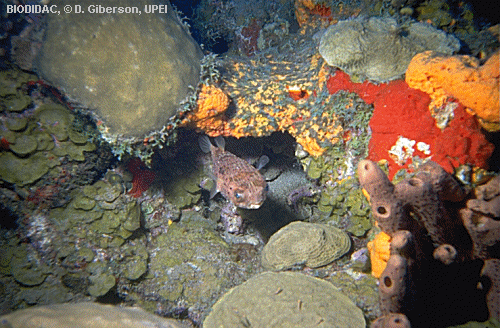 BIODIDAC, © D. Giberson, UPEI